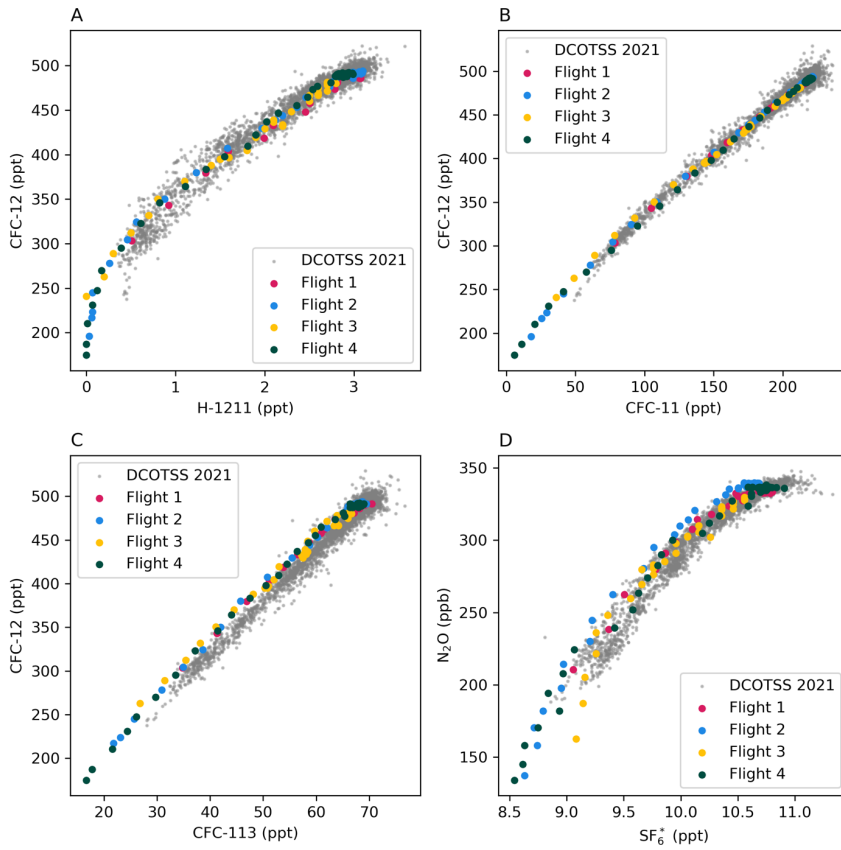 A
500
450
400
350
300
250
200
CFC-12 (ppt)
DCOTSS 2021
Flight 1
Flight 2
Flight 3
Flight 4
0 1 2 3
H-1211 (ppt)
B
500
450
400
350
300
250
200
CFC-12 (ppt)
DCOTSS 2021
Flight 1
Flight 2
Flight 3
Flight 4
0 50 100 150 200
CFC-11 (ppt)
C
500
450
400
350
300
250
200
CFC-12 (ppt)
DCOTSS 2021
Flight 1
Flight 2
Flight 3
Flight 4
20 30 40 50 60 70
CFC-113 (ppt)
D
350
300
250
200
150
N₂O (ppb)
DCOTSS 2021
Flight 1
Flight 2
Flight 3
Flight 4
8.5 9.0 9.5 10.0 10.5 11.0
SF₆* (ppt)